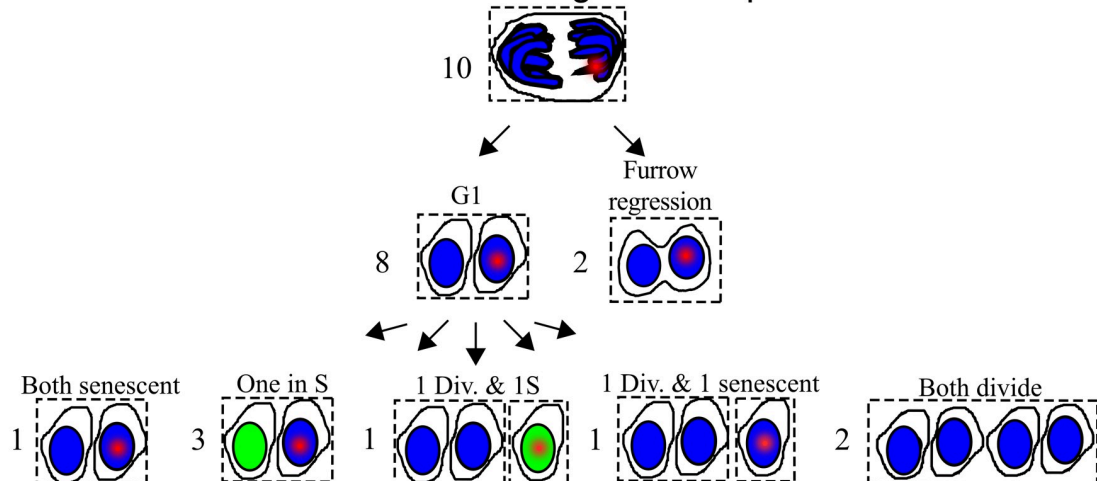 10
G1
Furrow
regression
8
2
Both senescent
One in S
1 Div. & 1S
1 Div. & 1 senescent
Both divide
1
3
1
1
2